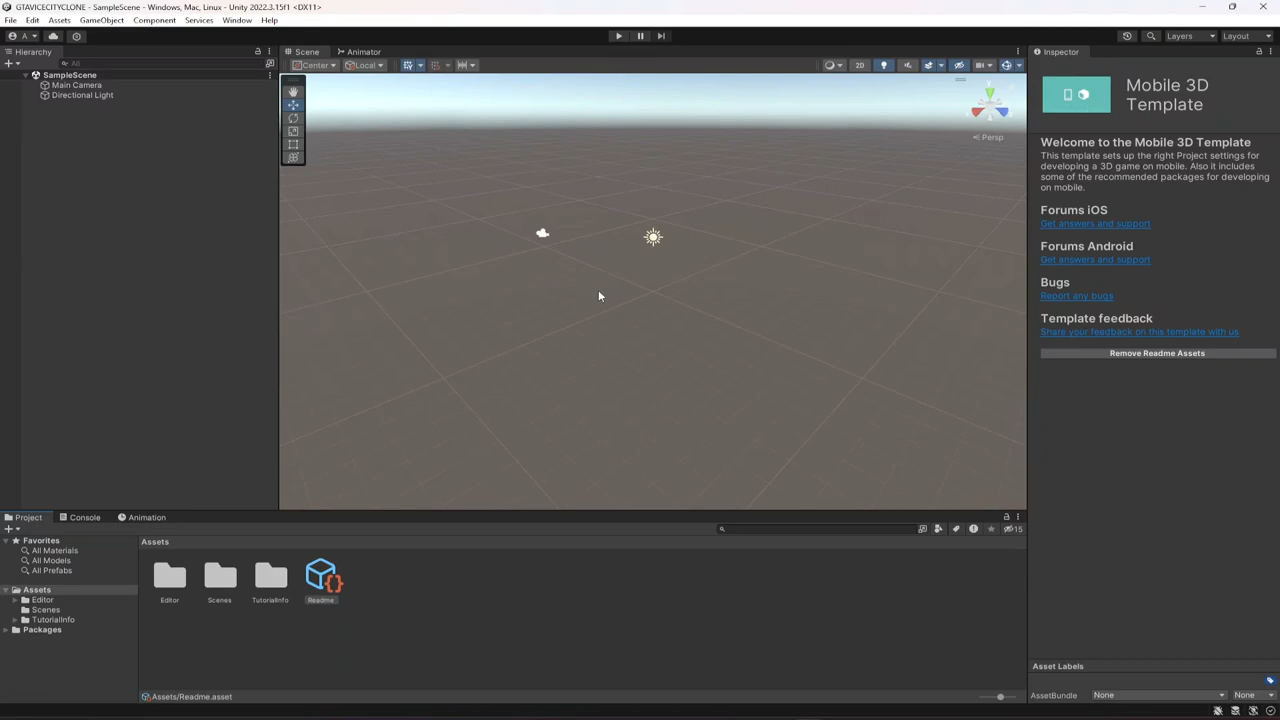 GTAVICECITYCLONE - SampleScene - Windows, Mac, Linux - Unity 2022.3.15f1 <DX11>
File Edit Assets GameObject Component Services Window Help
A
Layers Layout
Hierarchy
Scene Animator
Inspector
All
Center Local
2D
SampleScene
Main Camera
Directional Light
Persp
Mobile 3D
Template
Welcome to the Mobile 3D Template
This template sets up the right Project settings for
developing a 3D game on mobile. Also it includes
some of the recommended packages for developing
on mobile.
Forums iOS
Get answers and support
Forums Android
Get answers and support
Bugs
Report any bugs
Template feedback
Share your feedback on this template with us
Remove Readme Assets
Project Console Animation
15
Favorites
All Materials
All Models
All Prefabs
Assets
Editor
Scenes
TutorialInfo
Packages
Assets
Editor Scenes TutorialInfo Readme
Assets/Readme.asset
Asset Labels
AssetBundle None None